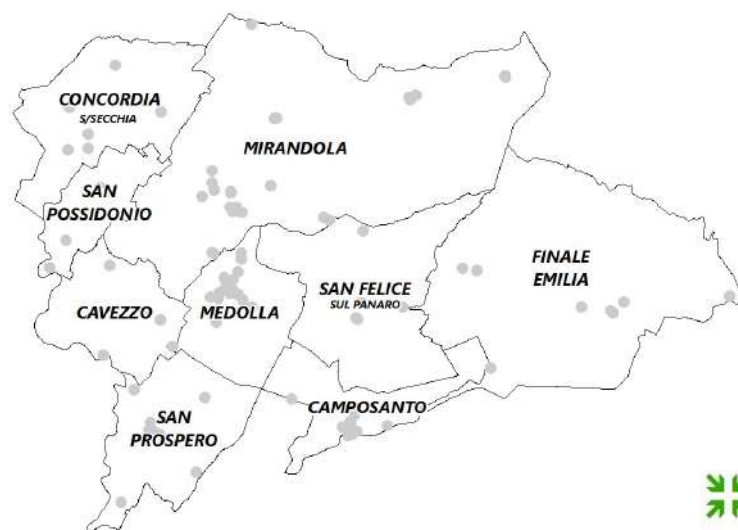 CONCORDIA
S/SECCHIA
MIRANDOLA
SAN
POSSIDONIO
FINALE
EMILIA
SAN FELICE
SUL PANARO
CAVEZZO
MEDOLLA
CAMPOSANTO
SAN
PROSPERO